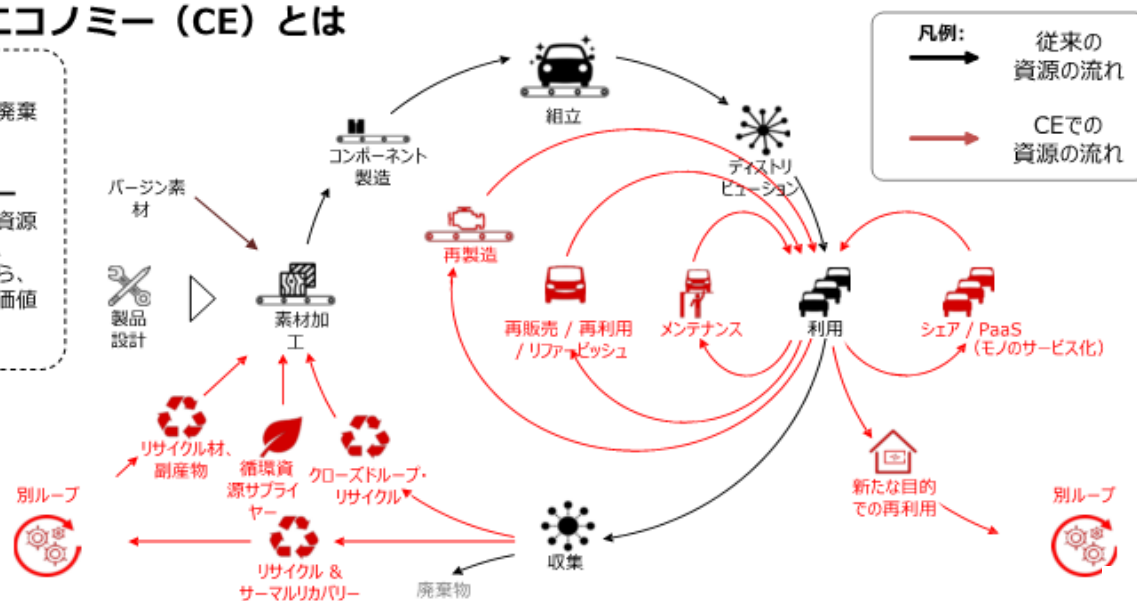 コノミー（CE）とは
廃棄
ー
資源
ら、
価値
凡例:
従来の
資源の流れ
CEでの
資源の流れ
組立
コンポーネント
製造
ディストリ
ビューション
バージン素
材
再製造
製品
設計
素材加
工
再販売 / 再利用
/ リファービッシュ
メンテナンス
利用
シェア / PaaS
（モノのサービス化）
リサイクル材、
副産物
循環資
源サプライ
ヤー
クローズドループ・
リサイクル
新たな目的
での再利用
別ループ
別ループ
リサイクル &
サーマルリカバリー
収集
廃棄物